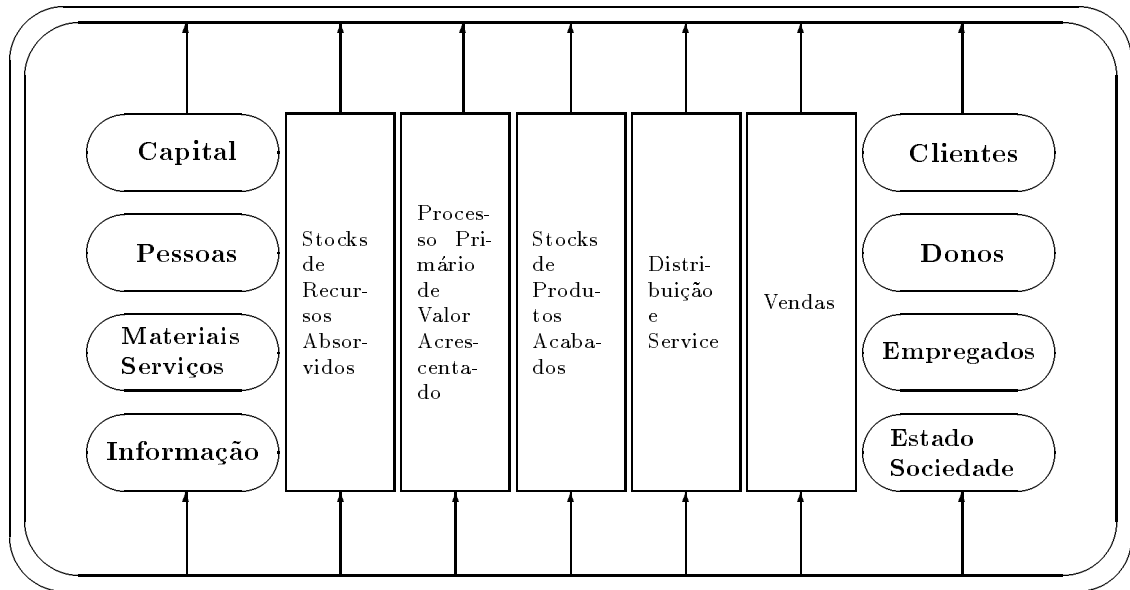 Capital
Pessoas
Materiais
Serviços
Informação
Stocks
de
Recur-
sos
Absor-
vidos
Proces-
so Pri-
mário
de
Valor
Acres-
centa-
do
Stocks
de
Produ-
tos
Acaba-
dos
Distri-
buição
e
Service
Vendas
Clientes
Donos
Empregados
Estado
Sociedade